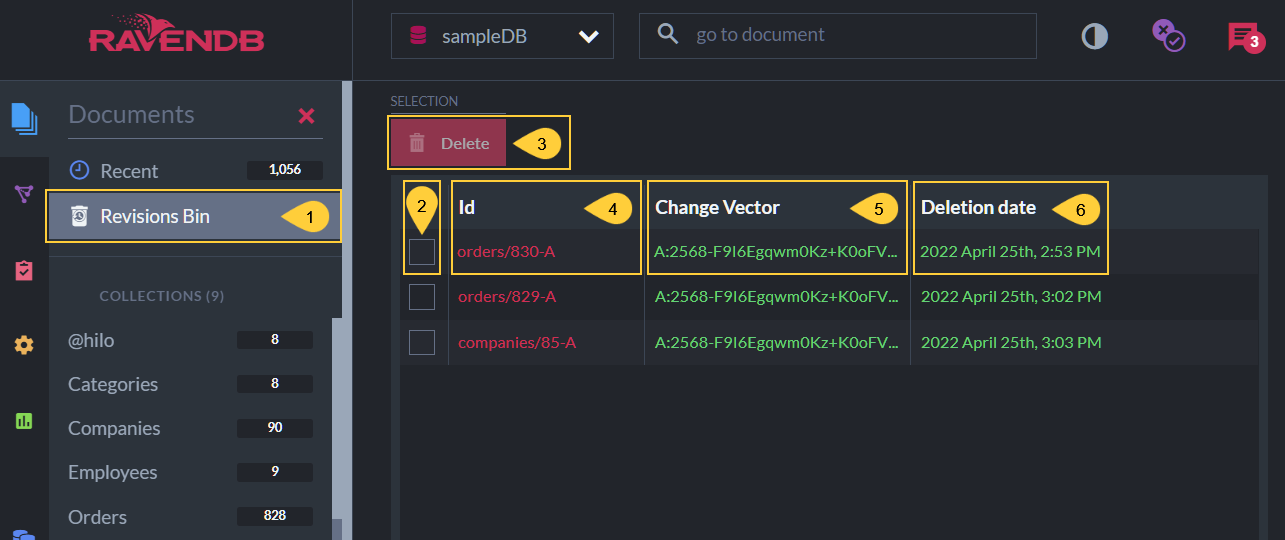 RAVENDB
sampleDB
go to document
3
Documents
Recent 1,056
Revisions Bin 1
COLLECTIONS (9)
@hilo 8
Categories 8
Companies 90
Employees 9
Orders 828
SELECTION
Delete 3
2 Id 4 Change Vector 5 Deletion date 6
orders/830-A A:2568-F9I6Egqwm0Kz+K0oFV... 2022 April 25th, 2:53 PM
orders/829-A A:2568-F9I6Egqwm0Kz+K0oFV... 2022 April 25th, 3:02 PM
companies/85-A A:2568-F9I6Egqwm0Kz+K0oFV... 2022 April 25th, 3:03 PM